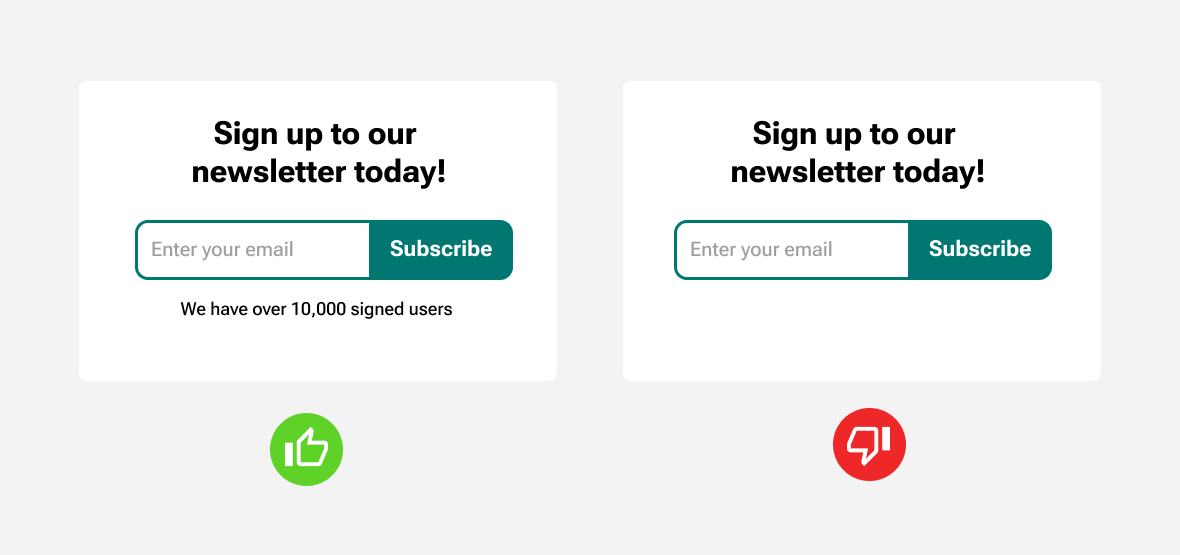 Sign up to our
newsletter today!
Enter your email
Subscribe
We have over 10,000 signed users
Sign up to our
newsletter today!
Enter your email
Subscribe